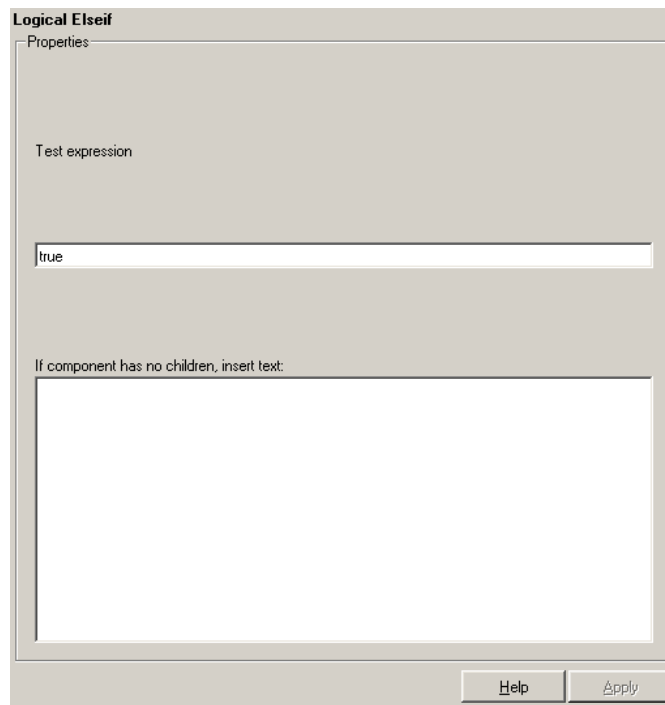 Logical Elseif
Properties
Test expression
true
If component has no children, insert text:
Help
Apply